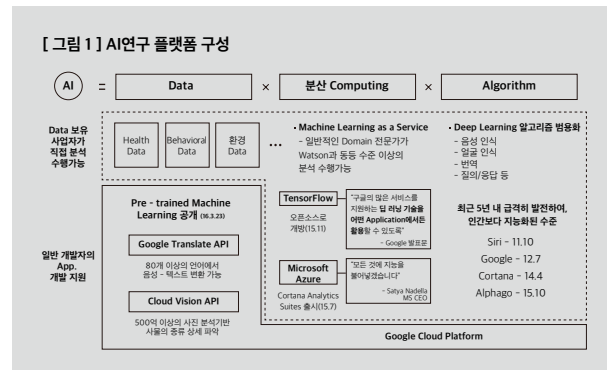 [ 그림 1 ] AI연구 플랫폼 구성
AI = Data × 분산 Computing × Algorithm
Data 보유
사업자가
직접 분석
수행가능
Health
Data
Behavioral
Data
환경
Data
...
· Machine Learning as a Service
- 일반적인 Domain 전문가가
Watson과 동등 수준 이상의
분석 수행가능
· Deep Learning 알고리즘 범용화
- 음성 인식
- 얼굴 인식
- 번역
- 질의/응답 등
일반 개발자의
App.
개발 지원
Pre - trained Machine
Learning 공개 (16.3.23)
Google Translate API
80개 이상의 언어에서
음성 - 텍스트 변환 가능
Cloud Vision API
500억 이상의 사진 분석기반
사물의 종류 상세 파악
TensorFlow
오픈소스로
개방(15.11)
"구글의 많은 서비스를
지원하는 딥 러닝 기술을
어떤 Application에서든
활용할 수 있도록"
- Google 발표문
Microsoft
Azure
Cortana Analytics
Suites 출시(15.7)
"모든 것에 지능을
불어넣겠습니다"
- Satya Nadella
MS CEO
최근 5년 내 급격히 발전하여,
인간보다 지능화된 수준
Siri - 11.10
Google - 12.7
Cortana - 14.4
Alphago - 15.10
Google Cloud Platform